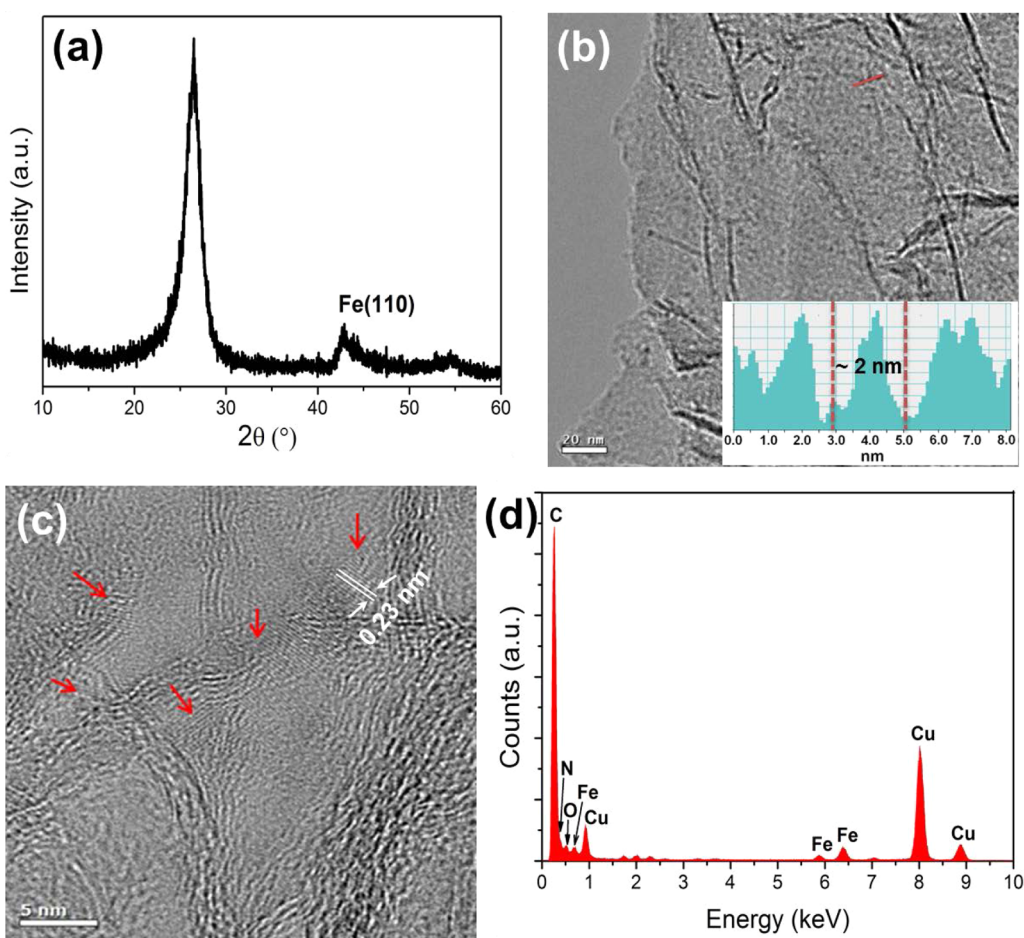 (a)
Intensity (a.u.)
Fe(110)
10 20 30 40 50 60
2θ (°)
(b)
~ 2 nm
0.0 1.0 2.0 3.0 4.0 5.0 6.0 7.0 8.0
nm
20 nm
(c)
0.23 nm
5 nm
(d)
Counts (a.u.)
C
N
O
Fe
Cu
Fe
Fe
Cu
Cu
0 1 2 3 4 5 6 7 8 9 10
Energy (keV)